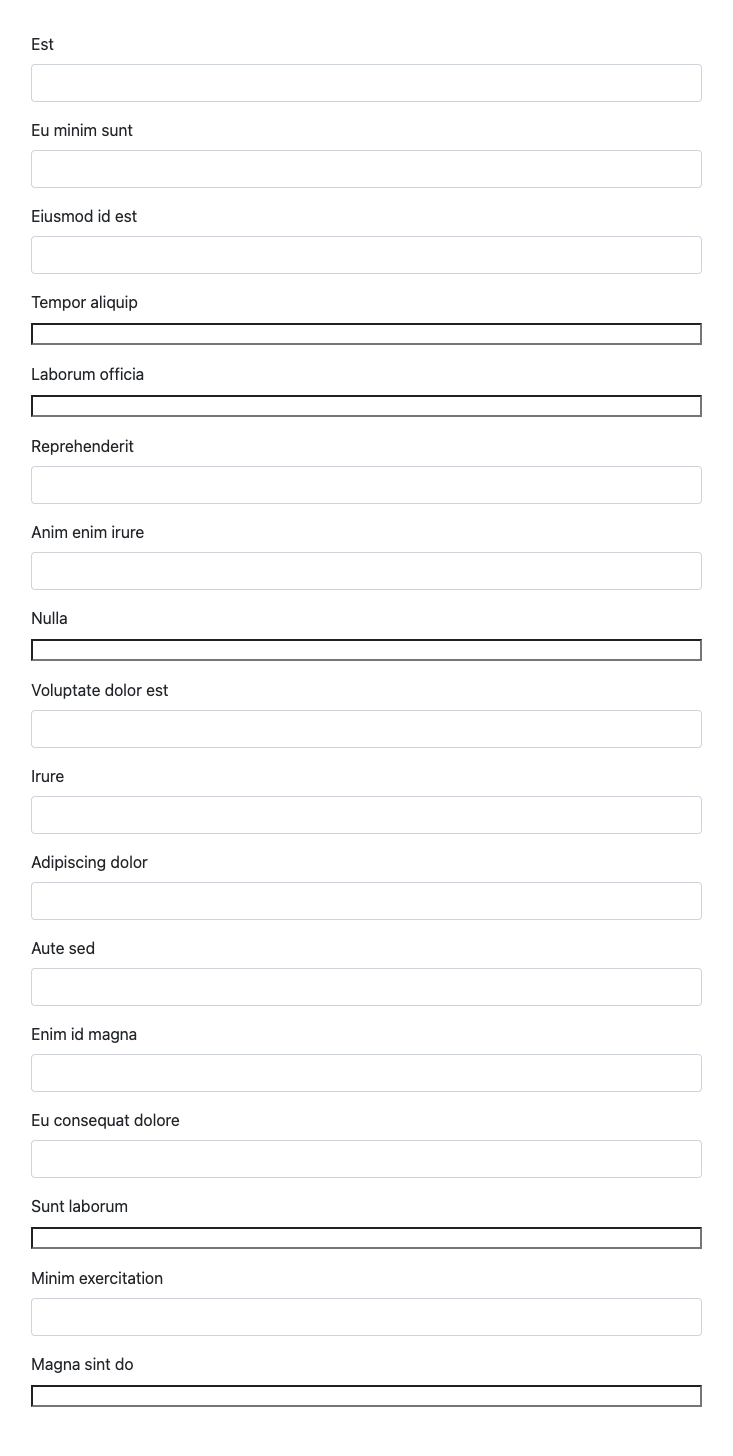 Est
Eu minim sunt
Eiusmod id est
Tempor aliquip
Laborum officia
Reprehenderit
Anim enim irure
Nulla
Voluptate dolor est
Irure
Adipiscing dolor
Aute sed
Enim id magna
Eu consequat dolore
Sunt laborum
Minim exercitation
Magna sint do